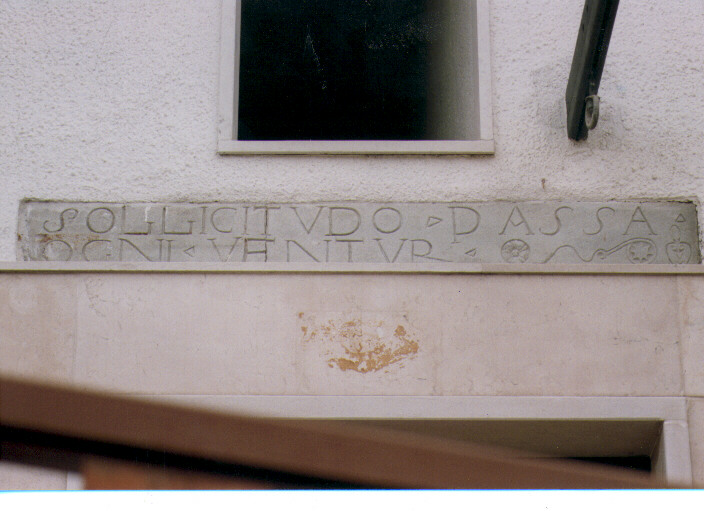 SOLLICITVDO ▹ PASSA ▹
OGNI ◃ VENTVR ◃